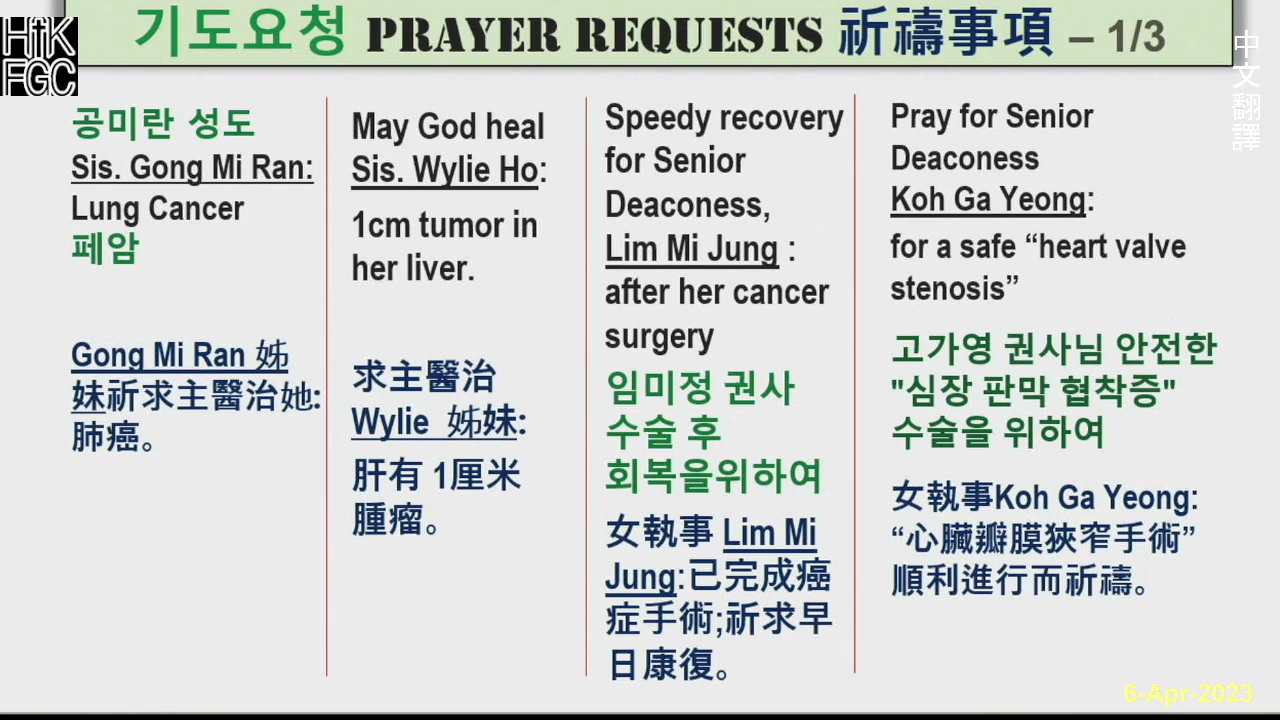 HtK
FGC
기도요청 PRAYER REQUESTS 祈禱事項 – 1/3
中文翻譯
공미란 성도
Sis. Gong Mi Ran:
Lung Cancer
폐암
Gong Mi Ran 姊
妹祈求主醫治她:
肺癌。
May God heal
Sis. Wylie Ho:
1cm tumor in
her liver.
求主醫治
Wylie 姊妹:
肝有 1厘米
腫瘤。
Speedy recovery
for Senior
Deaconess,
Lim Mi Jung :
after her cancer
surgery
임미정 권사
수술 후
회복을위하여
女執事 Lim Mi
Jung:已完成癌
症手術;祈求早
日康復。
Pray for Senior
Deaconess
Koh Ga Yeong:
for a safe “heart valve
stenosis”
고가영 권사님 안전한
"심장 판막 협착증"
수술을 위하여
女執事Koh Ga Yeong:
“心臟瓣膜狹窄手術”
順利進行而祈禱。
6-Apr-2023